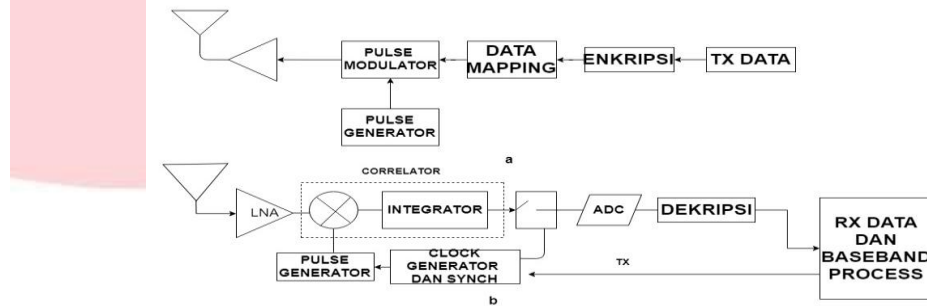 PULSE
MODULATOR
DATA
MAPPING
ENKRIPSI
TX DATA
PULSE
GENERATOR
a
CORRELATOR
LNA
INTEGRATOR
ADC
DEKRIPSI
RX DATA
DAN
BASEBAND
PROCESS
PULSE
GENERATOR
CLOCK
GENERATOR
DAN SYNCH
TX
b